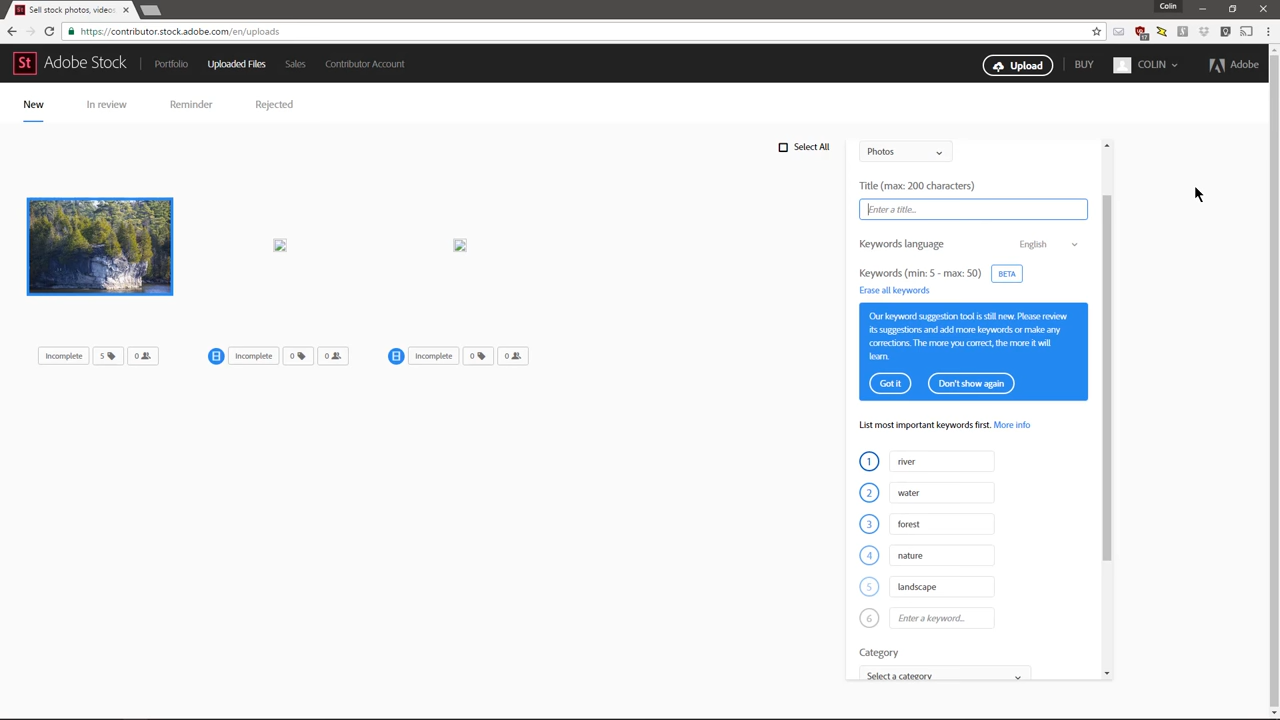 Sell stock photos, videos
Colin
https://contributor.stock.adobe.com/en/uploads
St Adobe Stock Portfolio Uploaded Files Sales Contributor Account Upload BUY COLIN Adobe
New In review Reminder Rejected
Select All
Photos
Title (max: 200 characters)
Enter a title...
Keywords language English
Keywords (min: 5 - max: 50) BETA
Erase all keywords
Our keyword suggestion tool is still new. Please review
its suggestions and add more keywords or make any
corrections. The more you correct, the more it will
learn.
Got it Don't show again
Incomplete 5 0 Incomplete 0 0 Incomplete 0 0
List most important keywords first. More info
1 river
2 water
3 forest
4 nature
5 landscape
6 Enter a keyword...
Category
Select a category